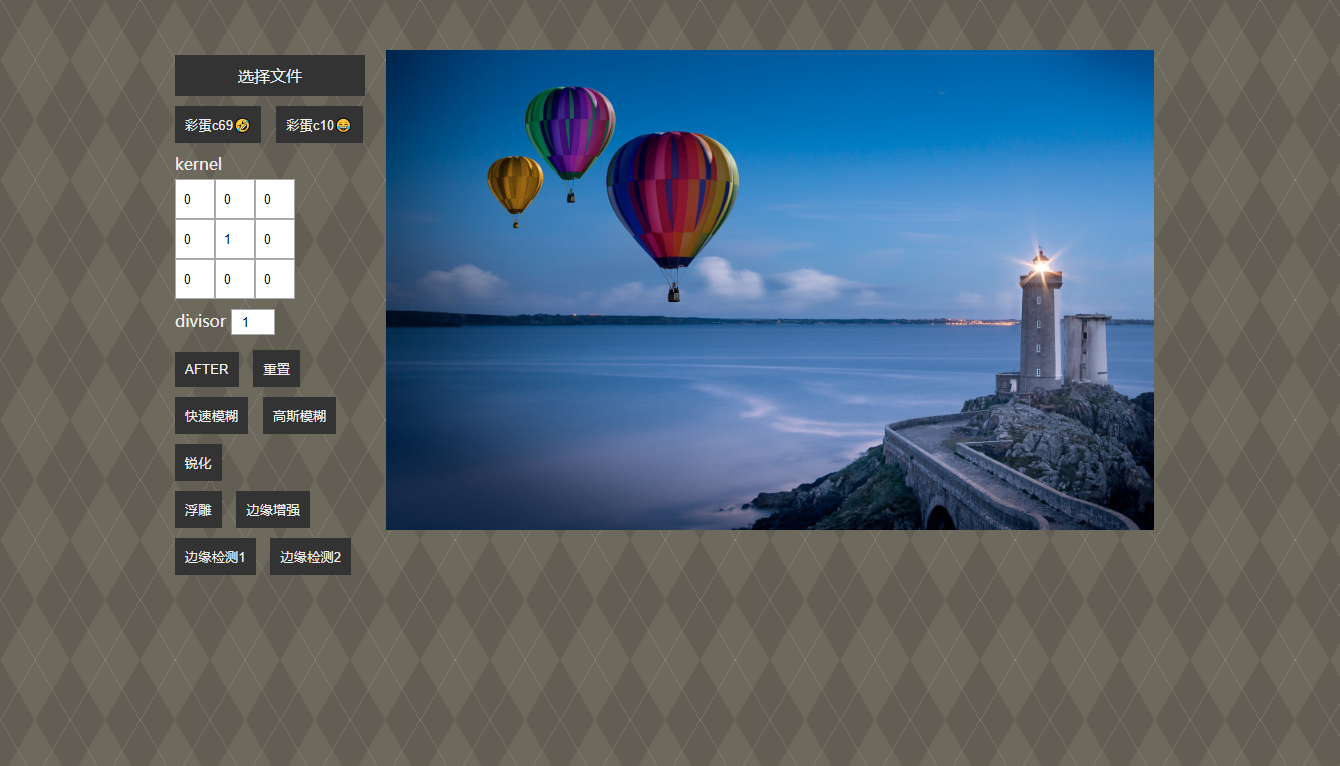 选择文件
彩蛋c69🤣 彩蛋c10😂
kernel
0 0 0
0 1 0
0 0 0
divisor 1
AFTER 重置
快速模糊 高斯模糊
锐化
浮雕 边缘增强
边缘检测1 边缘检测2